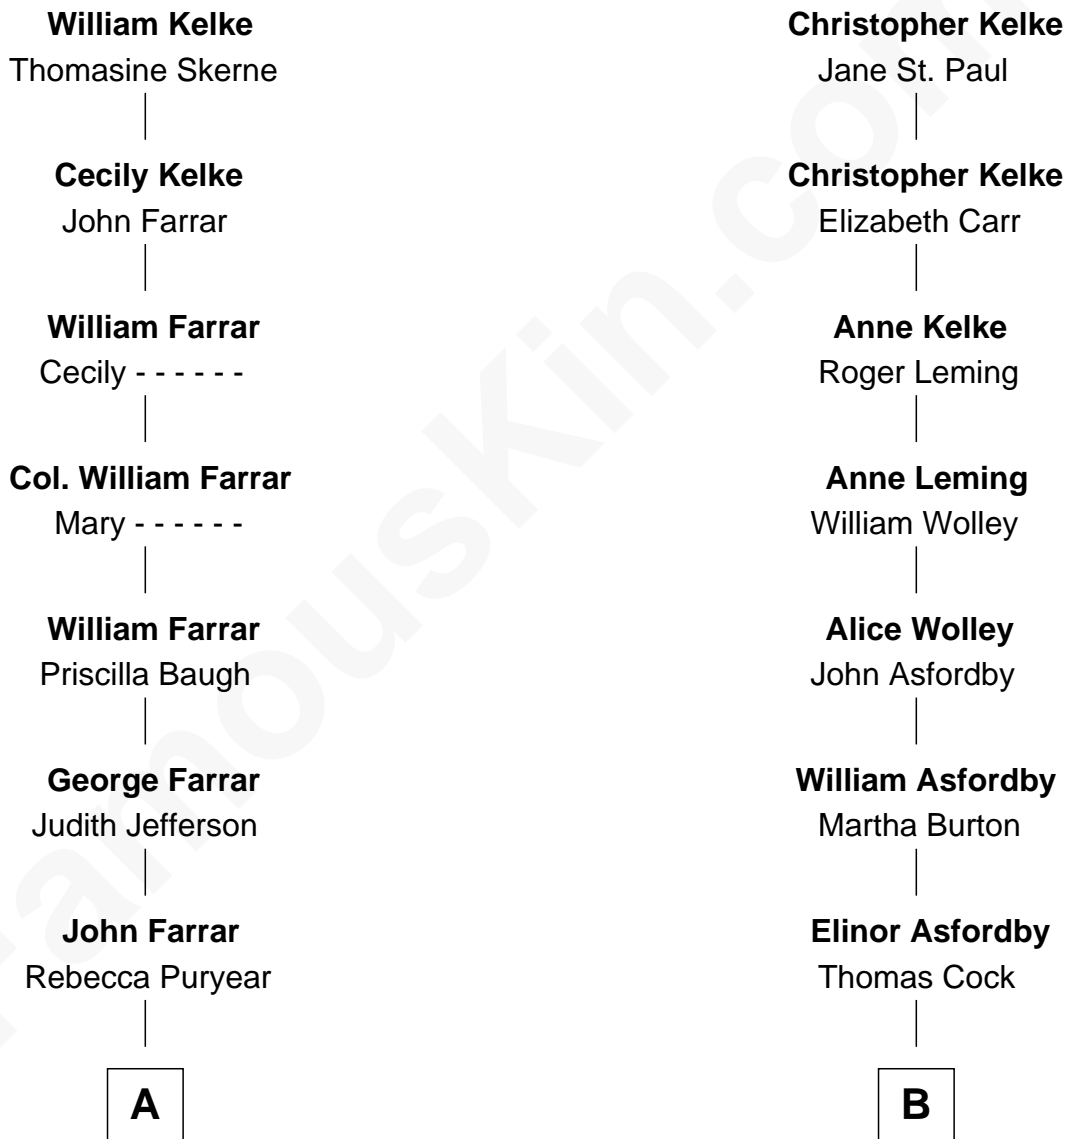 William Kelke
Thomasine Skerne
Cecily Kelke
John Farrar
William Farrar
Cecily - - - - - -
Col. William Farrar
Mary - - - - - -
William Farrar
Priscilla Baugh
George Farrar
Judith Jefferson
John Farrar
Rebecca Puryear
A
Christopher Kelke
Jane St. Paul
Christopher Kelke
Elizabeth Carr
Anne Kelke
Roger Leming
Anne Leming
William Wolley
Alice Wolley
John Asfordby
William Asfordby
Martha Burton
Elinor Asfordby
Thomas Cock
B
FamousKin.com